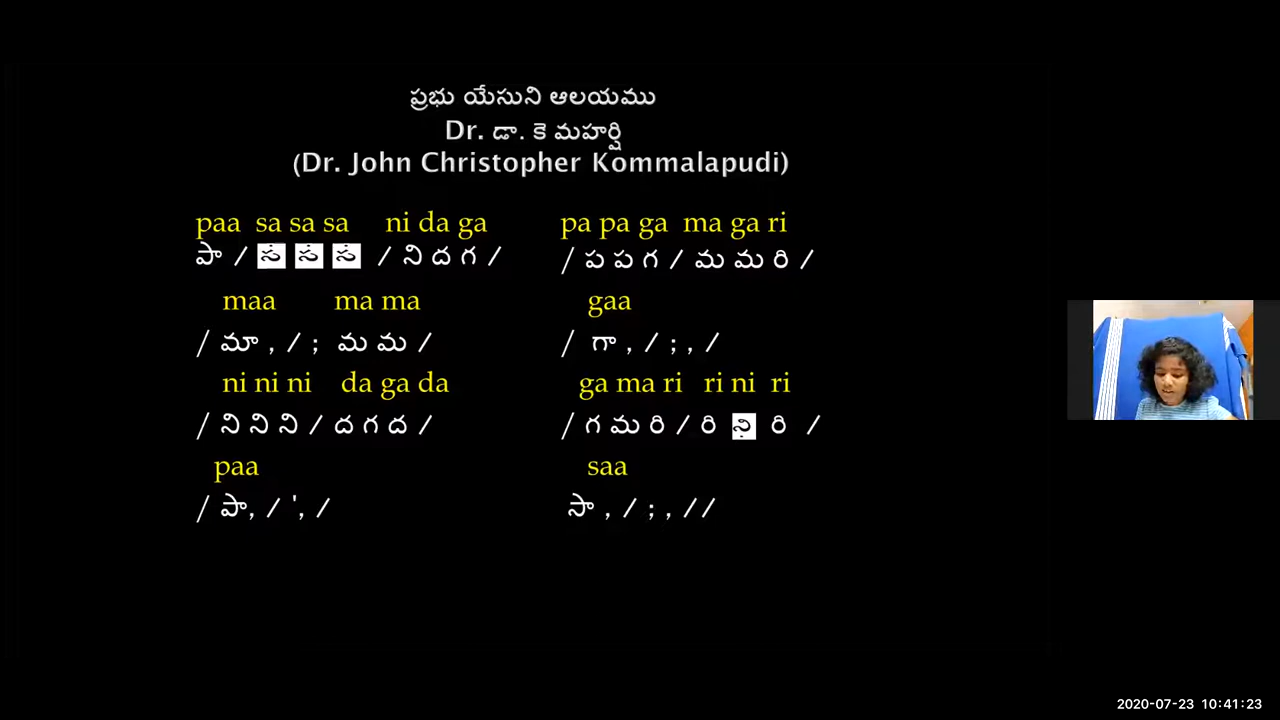 ప్రభు యేసుని ఆలయము
Dr. డా. కె మహర్షి
(Dr. John Christopher Kommalapudi)
paa sa sa sa ni da ga pa pa ga ma ga ri
పా / స̇ స̇ స̇ / ని ద గ / / ప ప గ / మ మ రి /
maa ma ma gaa
/ మా , / ; మ మ / / గా , / ; , /
ni ni ni da ga da ga ma ri ri ni ri
/ ని ని ని / ద గ ద / / గ మ రి / రి ని̣ రి /
paa saa
/ పా, / ', / సా , / ; , / /
2020-07-23 10:41:23